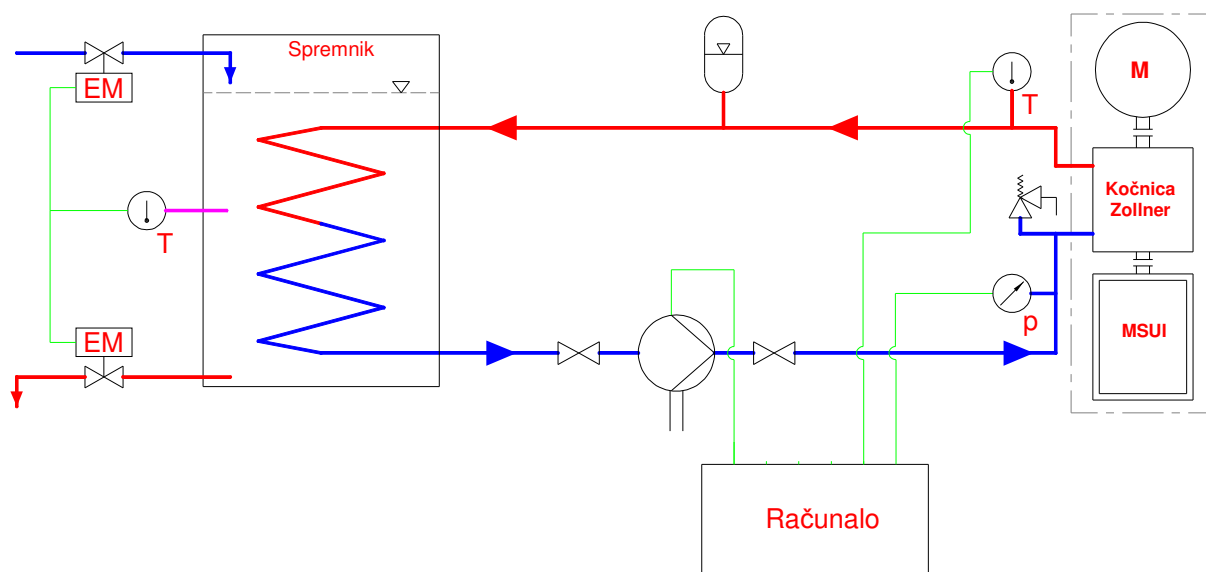 Spremnik
EM
T
EM
T
M
Kočnica
Zollner
p
MSUI
Računalo